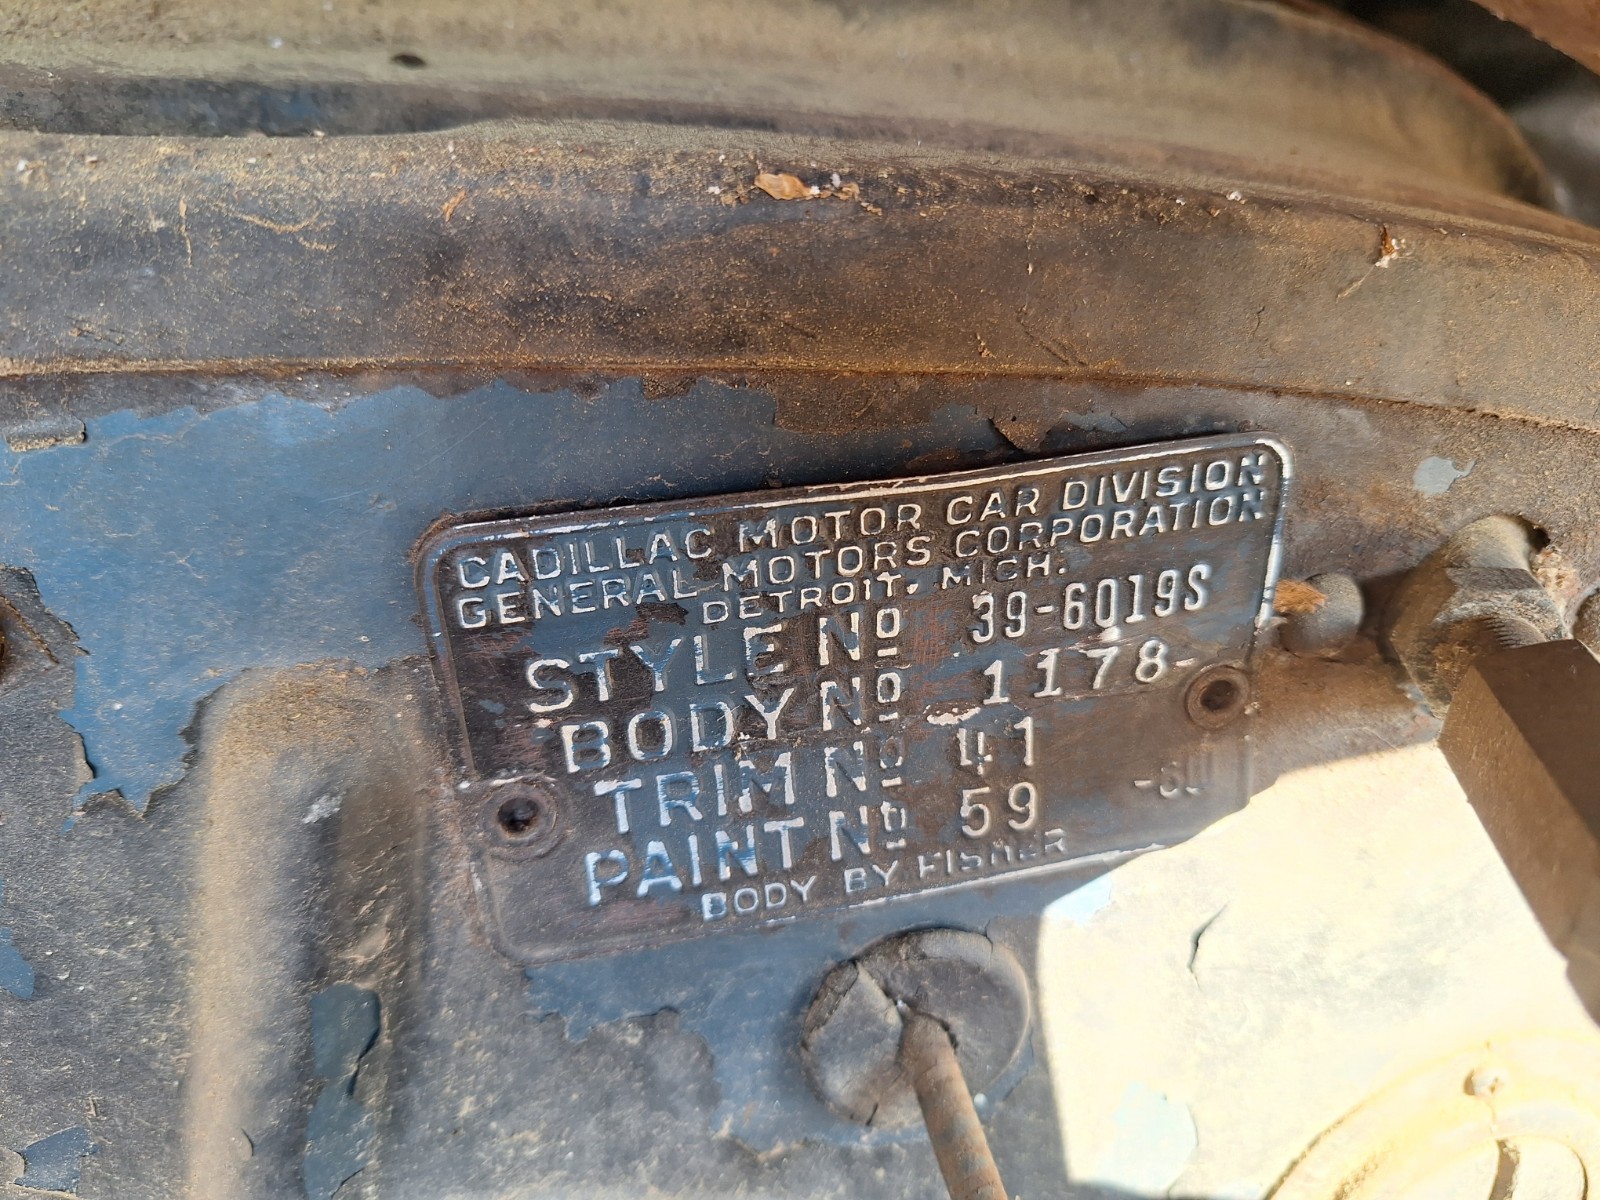 CADILLAC MOTOR CAR DIVISION
GENERAL MOTORS CORPORATION
DETROIT, MICH.
STYLE Nº 39-6019S
BODY Nº 1178-
TRIM Nº 41
PAINT Nº 59
BODY BY FISHER